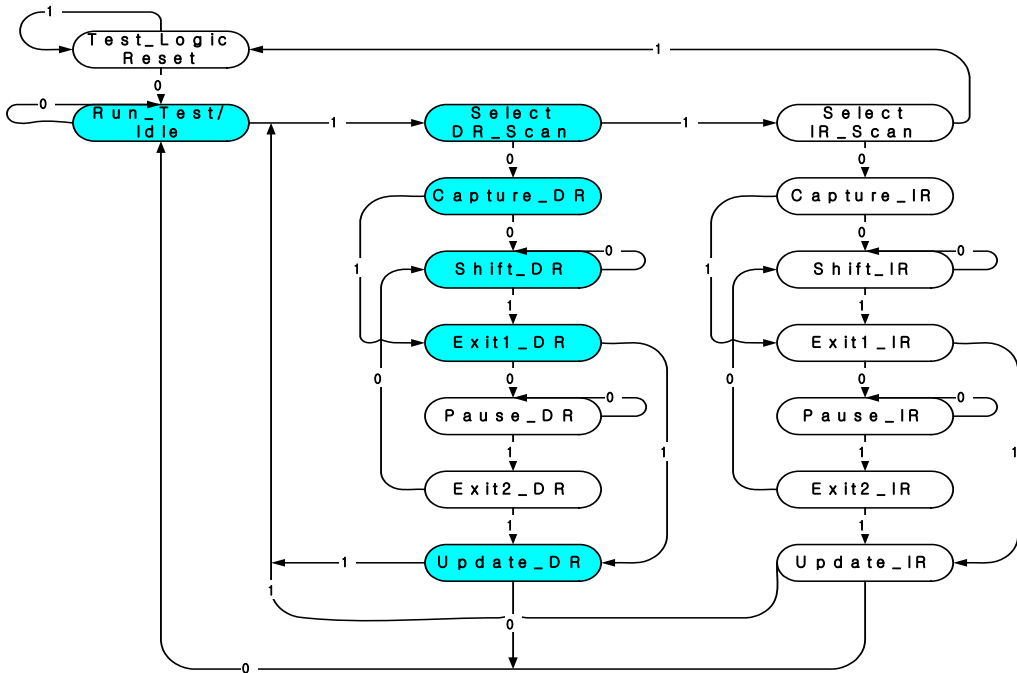 1
Test_Logic
Reset
1
0
0
Run_Test/
Idle
1
Select
DR_Scan
1
Select
IR_Scan
0
0
Capture_DR
Capture_IR
0
0
0
0
1
Shift_DR
1
Shift_IR
1
1
Exit1_DR
Exit1_IR
0
0
0
0
0
0
Pause_DR
Pause_IR
1
1
1
1
Exit2_DR
Exit2_IR
1
1
1
Update_DR
Update_IR
1
0
0